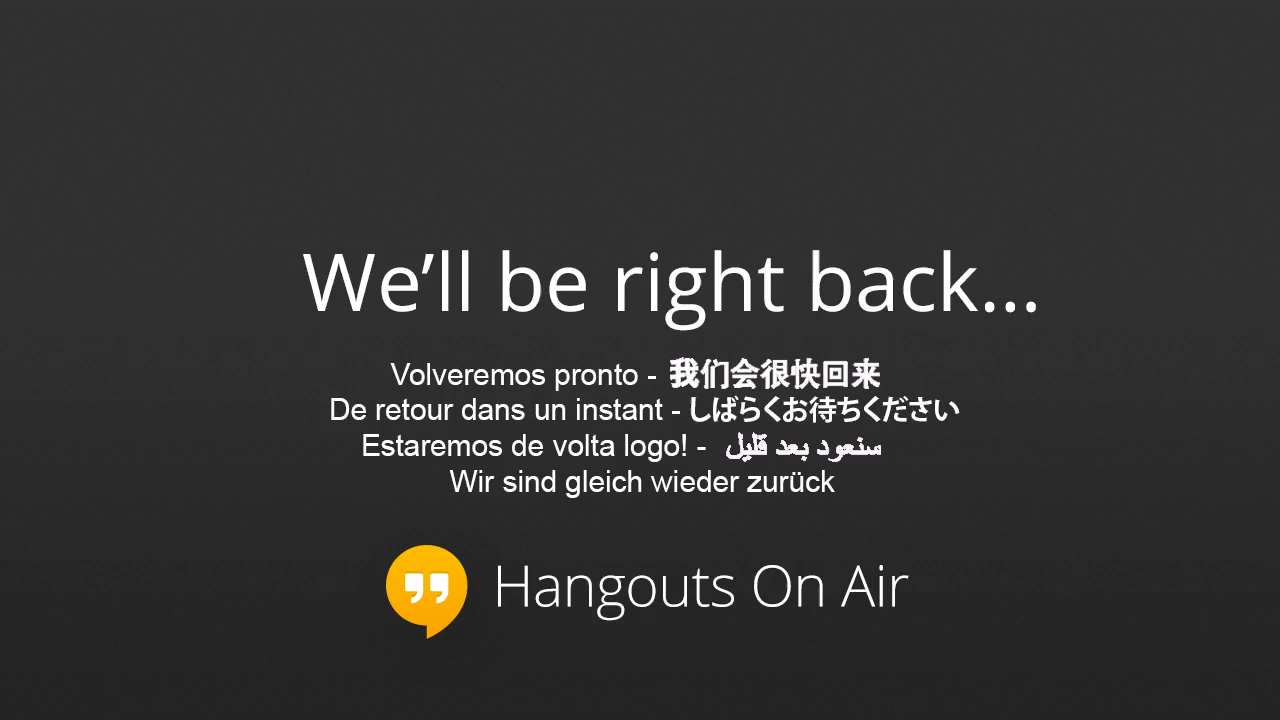 We’ll be right back...
Volveremos pronto - 我们会很快回来
De retour dans un instant - しばらくお待ちください
Estaremos de volta logo! - سنعود بعد قليل
Wir sind gleich wieder zurück
Hangouts On Air